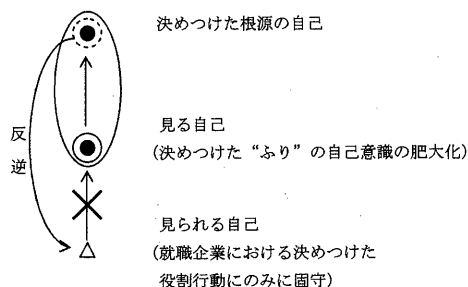 決めつけた根源の自己
反逆
見る自己
(決めつけた“ふり”の自己意識の肥大化)
見られる自己
(就職企業における決めつけた
役割行動にのみに固守)